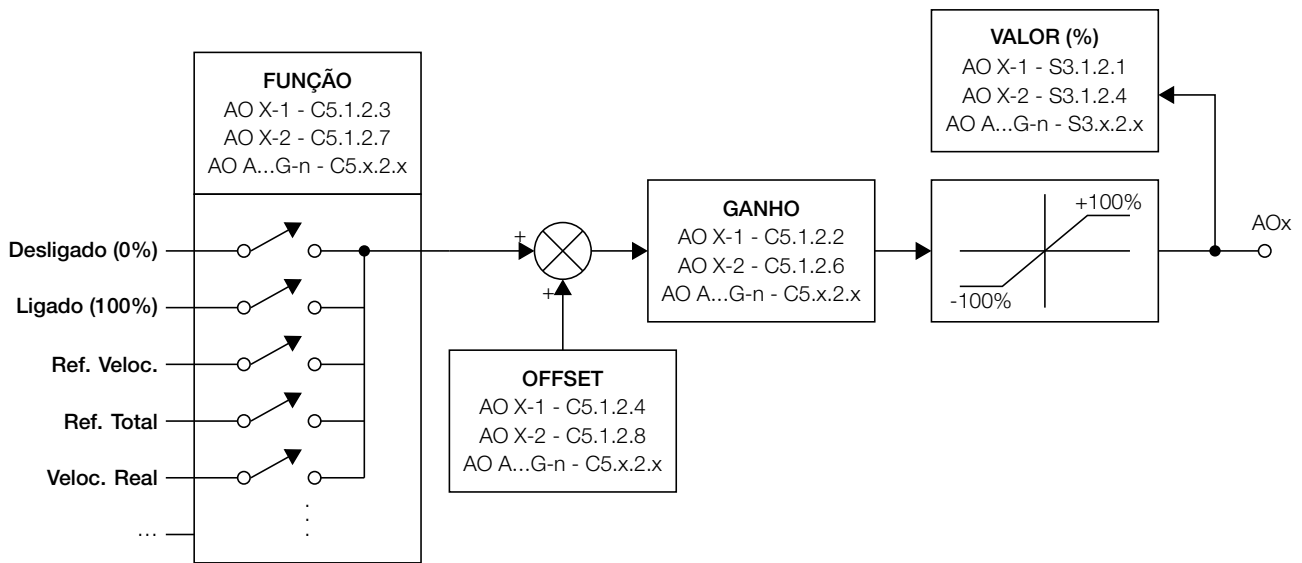 FUNÇÃO
AO X-1 - C5.1.2.3
AO X-2 - C5.1.2.7
AO A...G-n - C5.x.2.x
Desligado (0%)
Ligado (100%)
Ref. Veloc.
Ref. Total
Veloc. Real
...
+
+
OFFSET
AO X-1 - C5.1.2.4
AO X-2 - C5.1.2.8
AO A...G-n - C5.x.2.x
GANHO
AO X-1 - C5.1.2.2
AO X-2 - C5.1.2.6
AO A...G-n - C5.x.2.x
VALOR (%)
AO X-1 - S3.1.2.1
AO X-2 - S3.1.2.4
AO A...G-n - S3.x.2.x
+100%
-100%
AOx